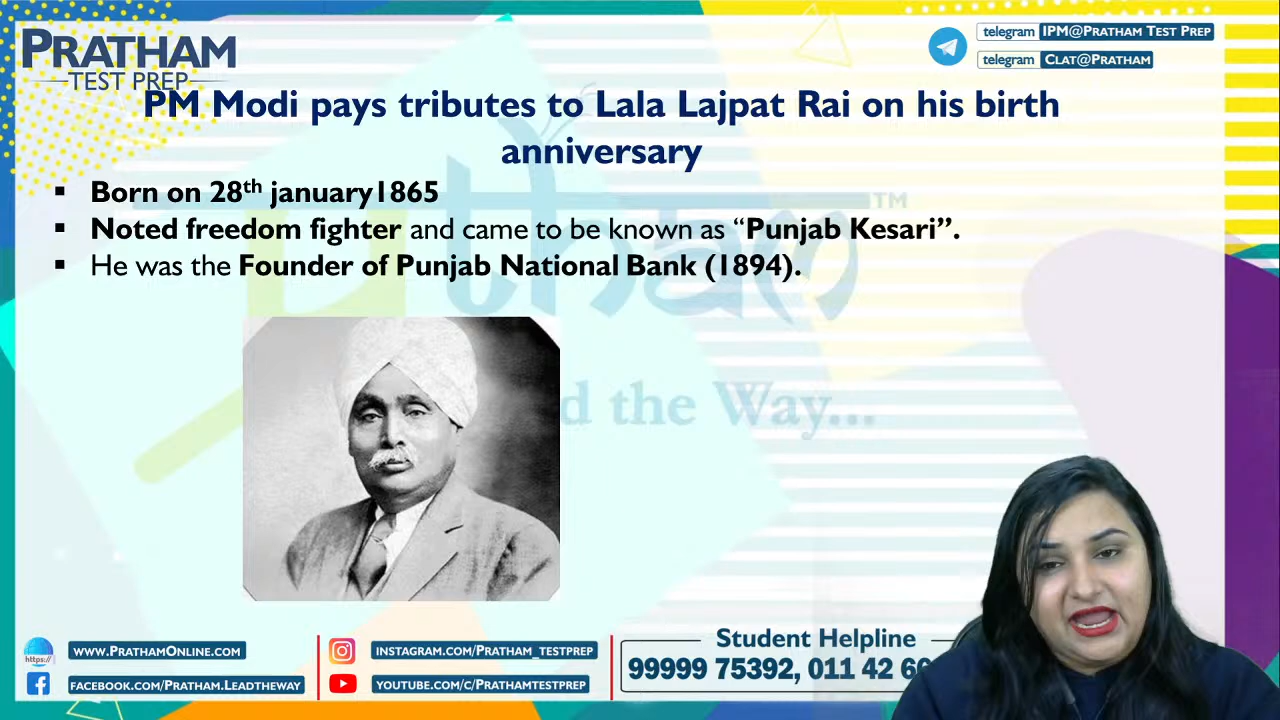 PRATHAM
TEST PREP
telegram IPM@PRATHAM TEST PREP
telegram CLAT@PRATHAM
PM Modi pays tributes to Lala Lajpat Rai on his birth
anniversary
▪ Born on 28th january1865
▪ Noted freedom fighter and came to be known as “Punjab Kesari”.
▪ He was the Founder of Punjab National Bank (1894).
TM
d the Way...
https://
WWW.PRATHAMONLINE.COM
FACEBOOK.COM/PRATHAM.LEADTHEWAY
INSTAGRAM.COM/PRATHAM_TESTPREP
YOUTUBE.COM/C/PRATHAMTESTPREP
Student Helpline
99999 75392, 011 42 6